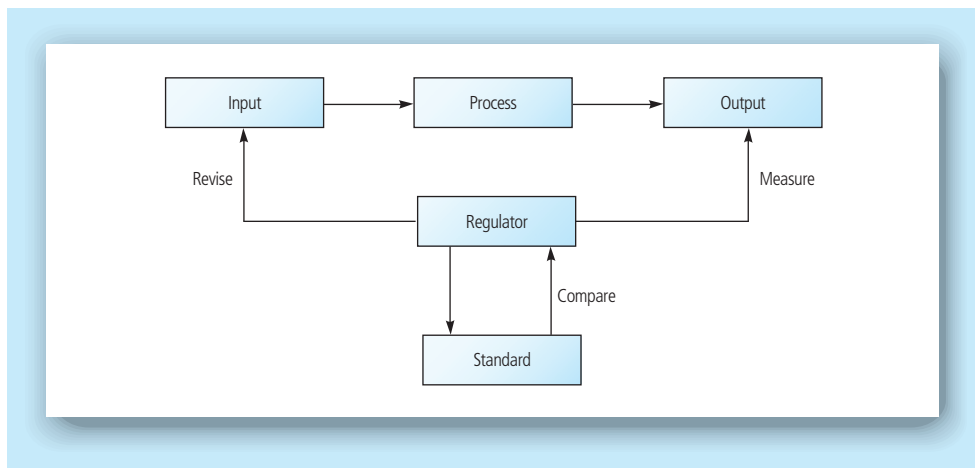 Input
Process
Output
Revise
Measure
Regulator
Compare
Standard